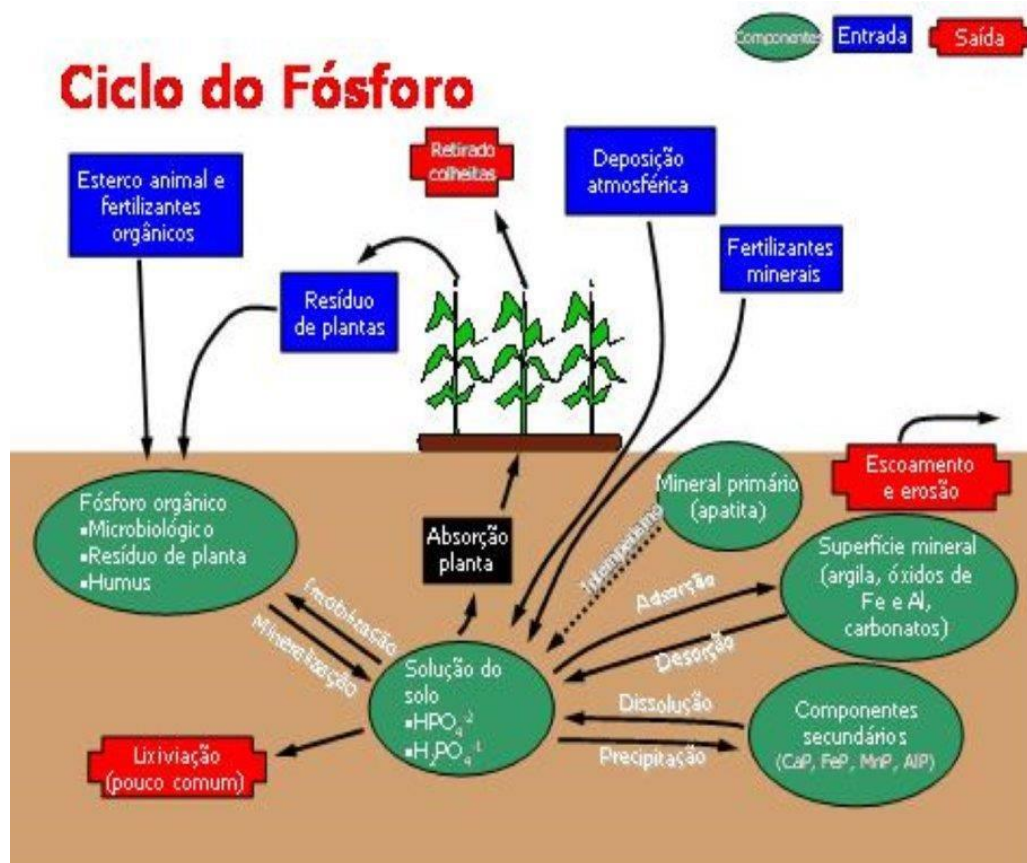 Componentes
Entrada
Saída
Ciclo do Fósforo
Esterco animal e
fertilizantes
orgânicos
Retirado
colheitas
Deposição
atmosférica
Fertilizantes
minerais
Resíduo
de plantas
Escoamento
e erosão
Mineral primário
(apatita)
Fósforo orgânico
▪Microbiológico
▪Resíduo de planta
▪Humus
Absorção
planta
Intemperismo
Superfície mineral
(argila, óxidos de
Fe e Al,
carbonatos)
Adsorção
Desorção
Imobilização
Mineralização
Solução do
solo
▪HPO₄⁻²
▪H₂PO₄⁻¹
Dissolução
Precipitação
Componentes
secundários
(CaP, FeP, MnP, AlP)
Lixiviação
(pouco comum)